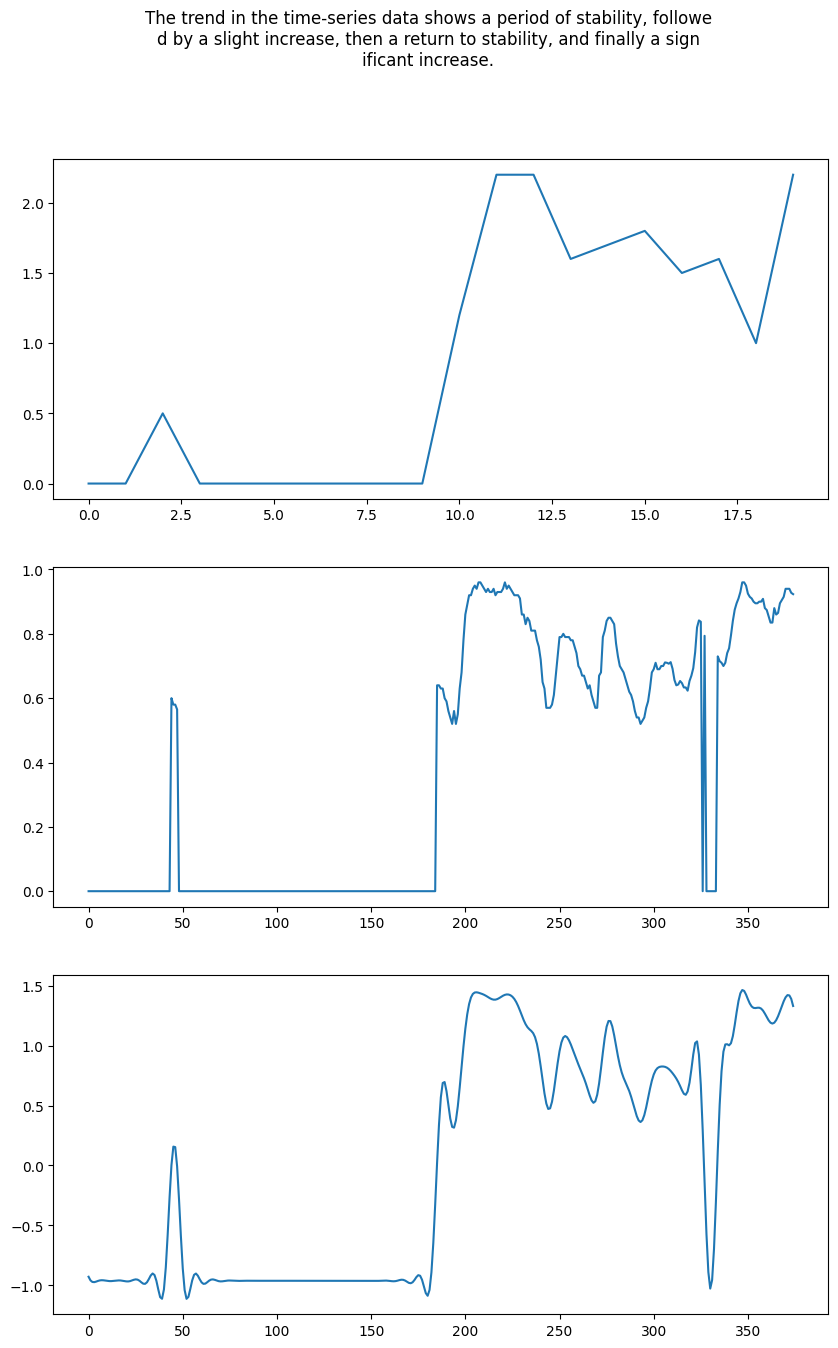 The trend in the time-series data shows a period of stability, followe
d by a slight increase, then a return to stability, and finally a sign
ificant increase.
2.0
1.5
1.0
0.5
0.0
0.0 2.5 5.0 7.5 10.0 12.5 15.0 17.5
1.0
0.8
0.6
0.4
0.2
0.0
0 50 100 150 200 250 300 350
1.5
1.0
0.5
0.0
−0.5
−1.0
0 50 100 150 200 250 300 350